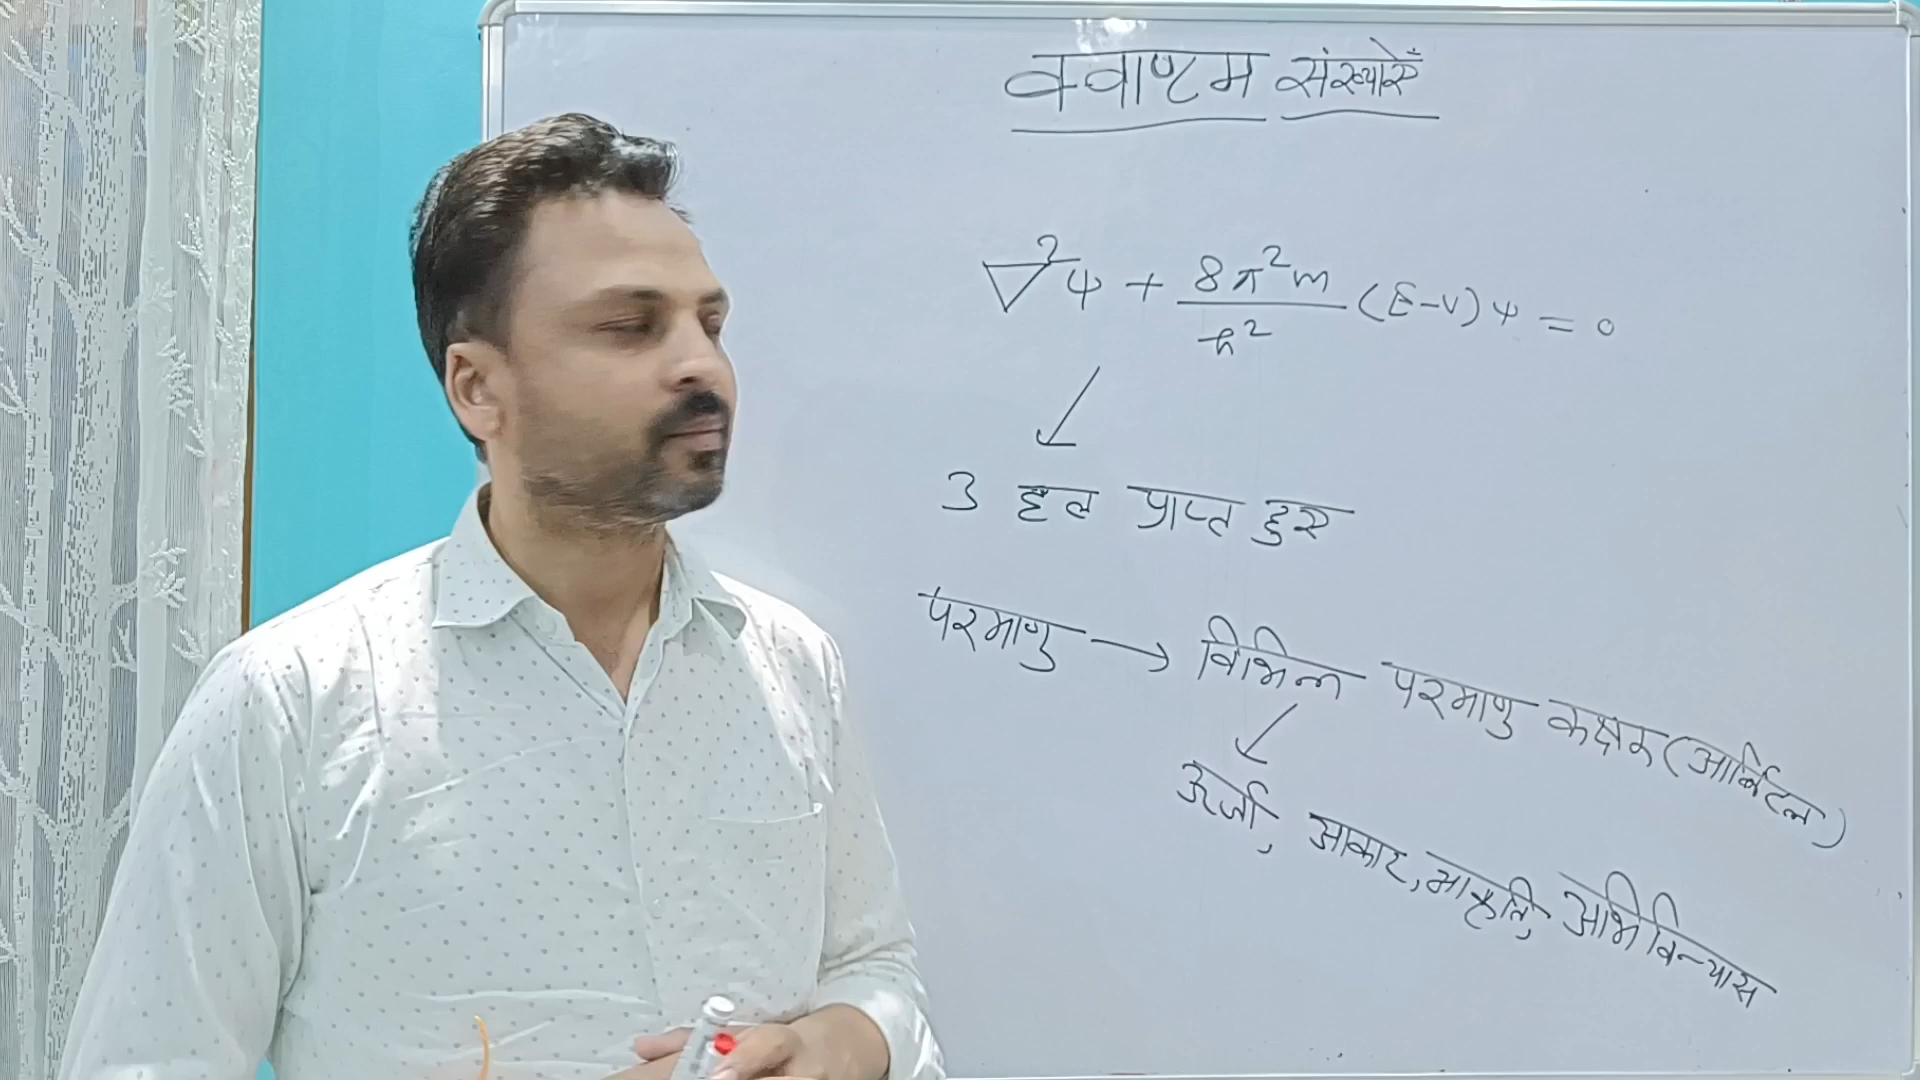 क्वाण्टम संख्याएँ
∇²ψ + 8π²m/h² (E-V)ψ = 0
3 हल प्राप्त हुए
परमाणु → विभिन्न परमाणु कक्षक (आर्बिटल)
ऊर्जा, आकार, आकृति, अभिविन्यास